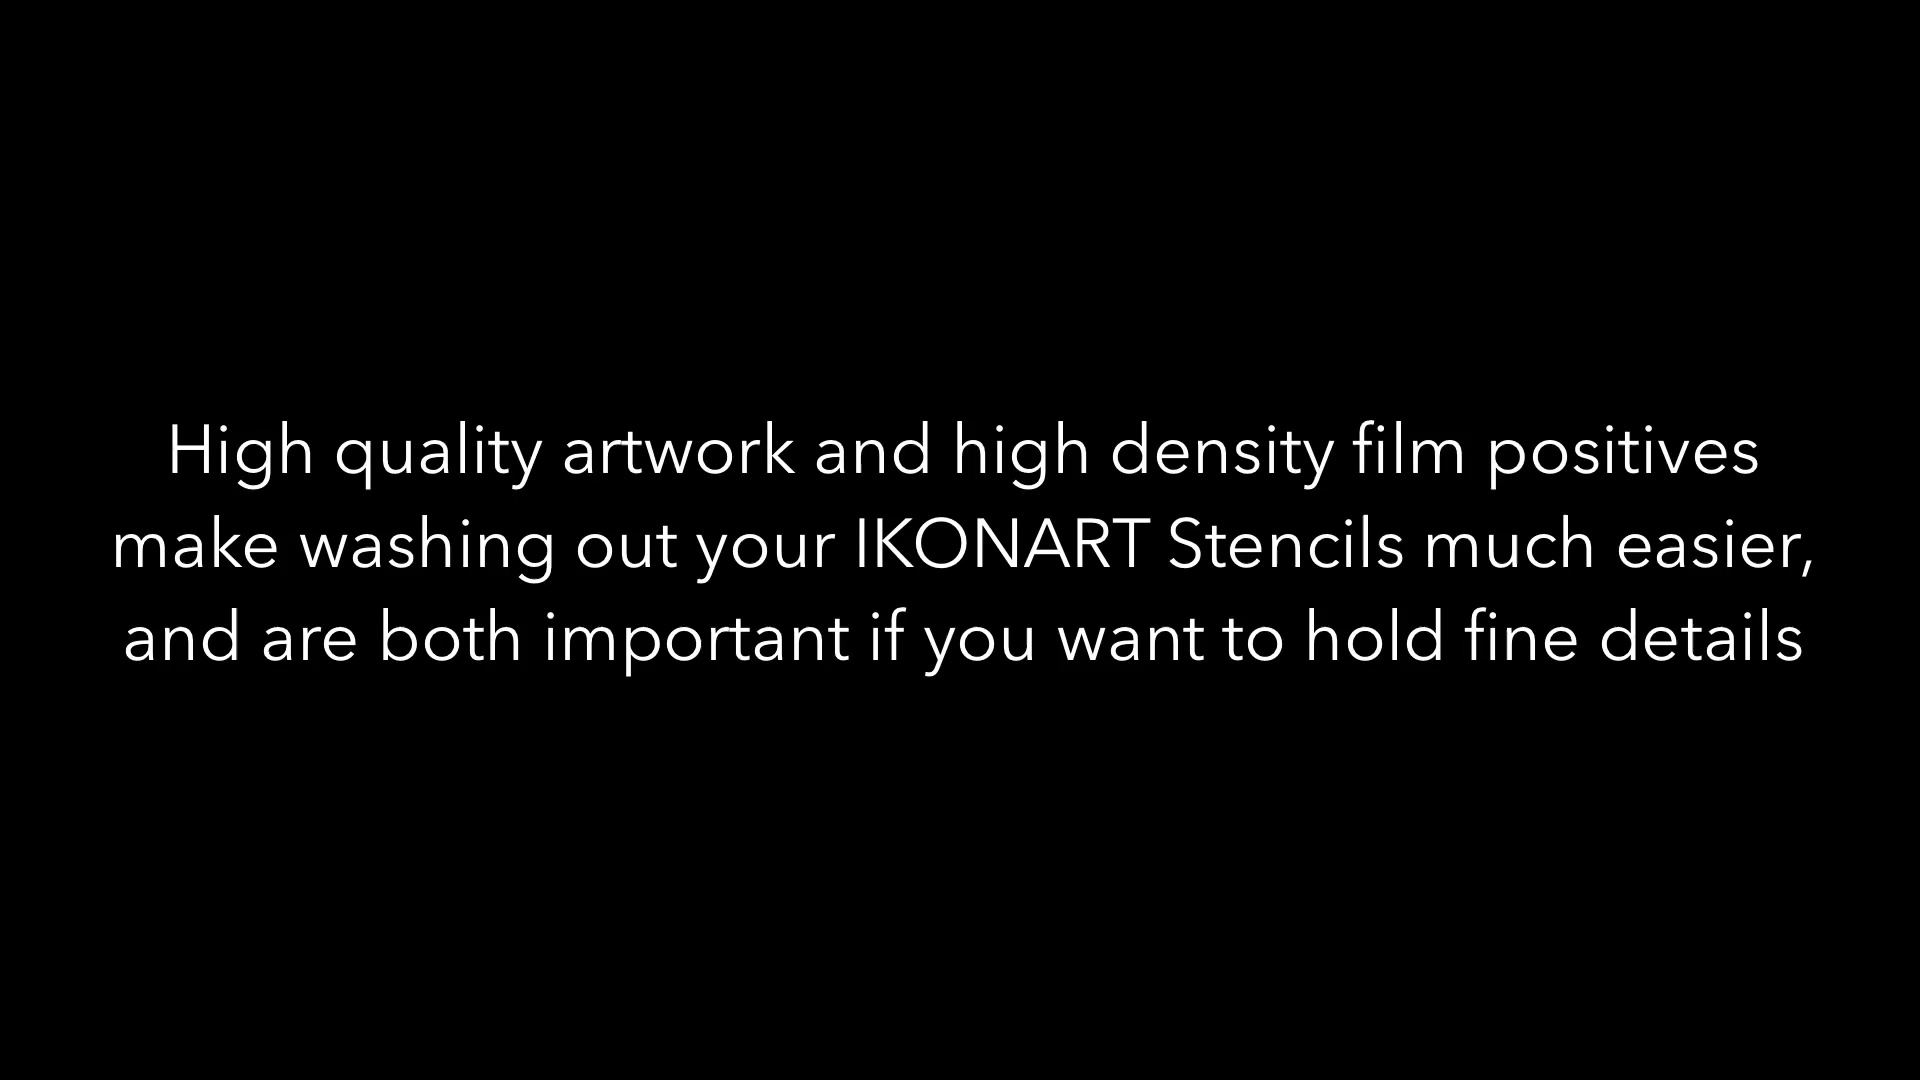 High quality artwork and high density film positives
make washing out your IKONART Stencils much easier,
and are both important if you want to hold fine details